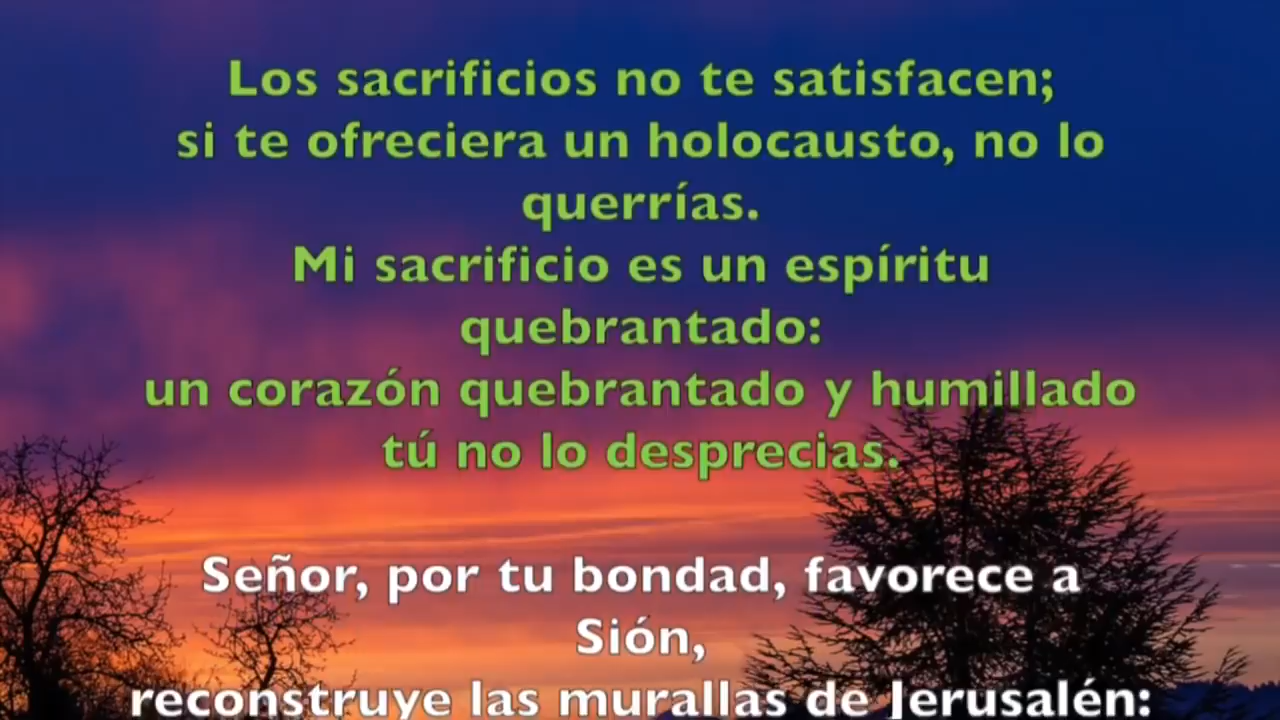 Los sacrificios no te satisfacen;
si te ofreciera un holocausto, no lo
querrías.
Mi sacrificio es un espíritu
quebrantado:
un corazón quebrantado y humillado
tú no lo desprecias.
Señor, por tu bondad, favorece a
Sión,
reconstruye las murallas de Jerusalén: